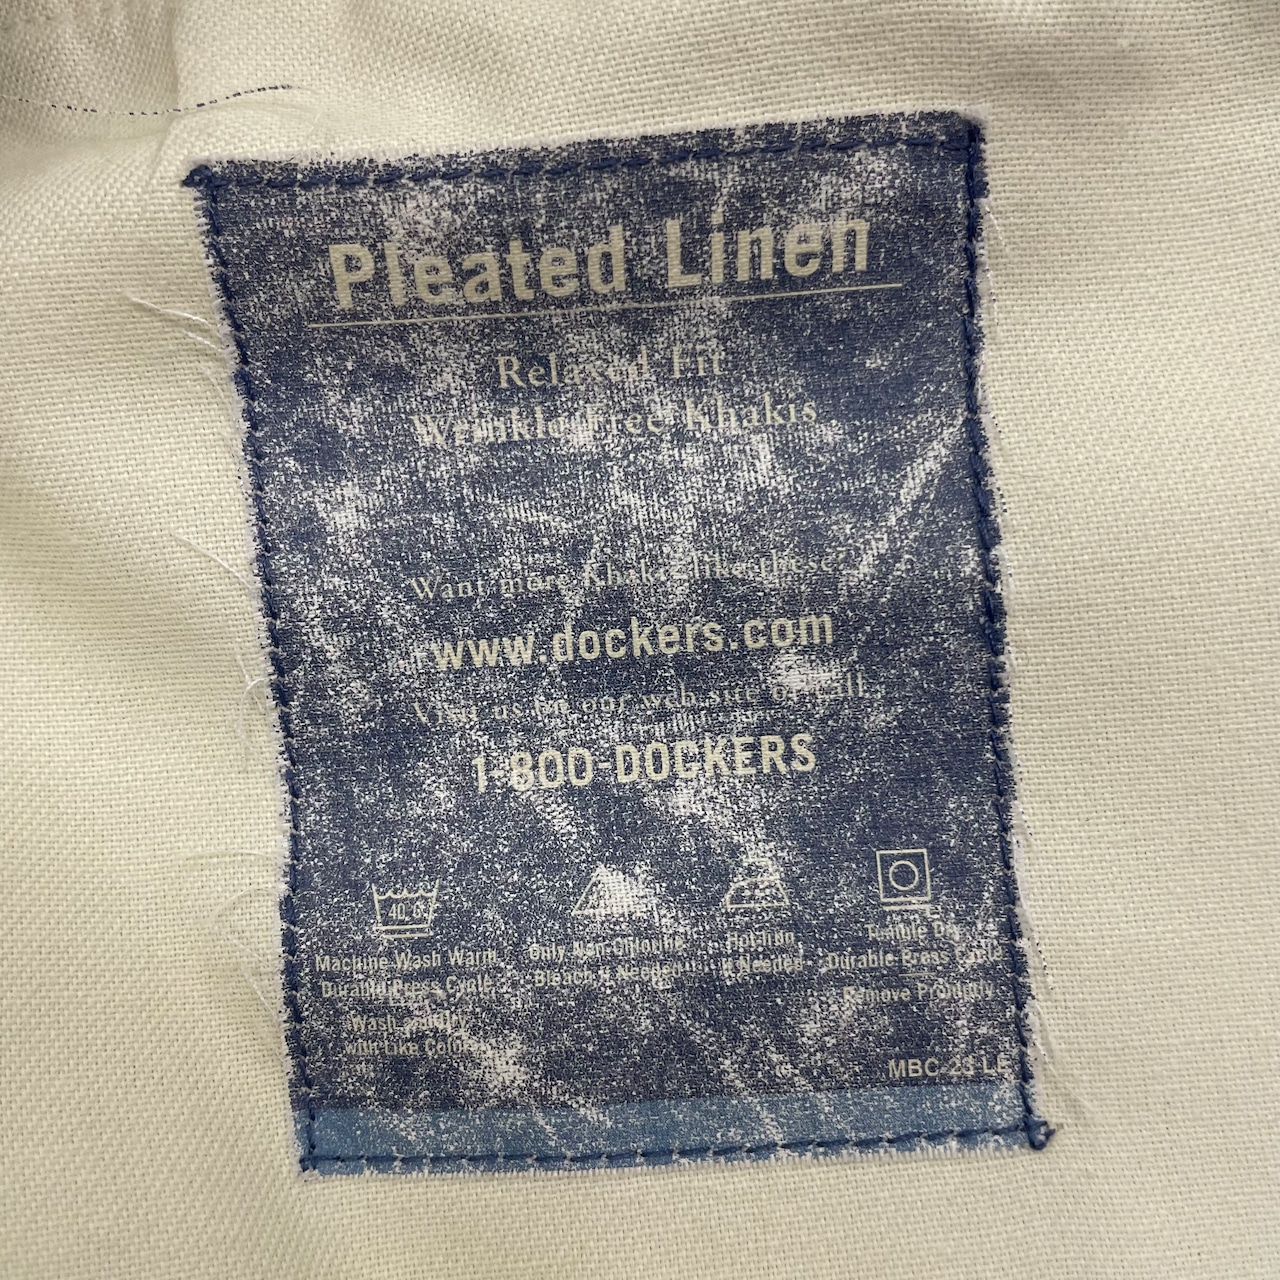 Pleated Linen
Relaxed Fit
Wrinkle Free Khakis
Want more Khakis like these?
www.dockers.com
Visit us on our web site or call
1-800-DOCKERS
40 C
Machine Wash Warm
Durable Press Cycle
Wash
with Like Colors
Only Non-Chlorine
Bleach If Needed
Hot Iron
If Needed
Tumble Dry
Durable Press Cycle
Remove Promptly
MBC-23 LE